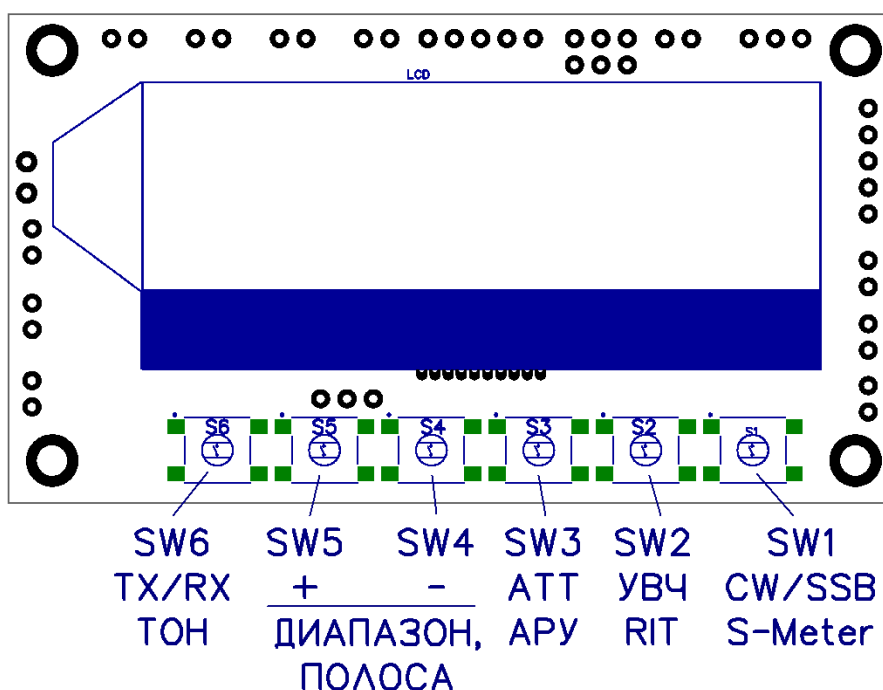 LCD
S6 S5 S4 S3 S2 S1
SW6 SW5 SW4 SW3 SW2 SW1
TX/RX + - АТТ УВЧ CW/SSB
ТОН ДИАПАЗОН, АРУ RIT S-Meter
ПОЛОСА